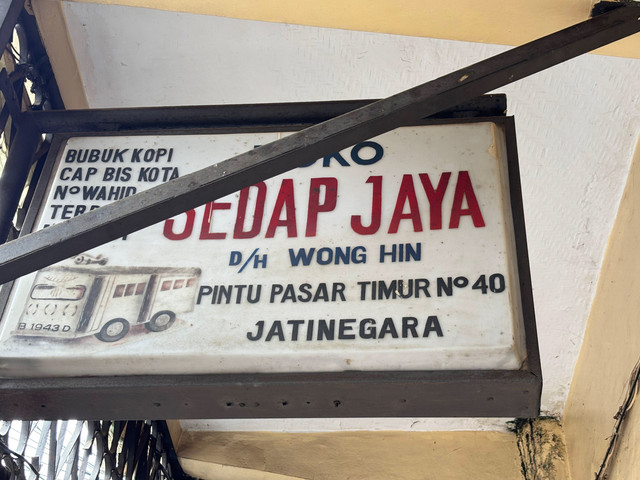 BUBUK KOPI
CAP BIS KOTA
Nº WAHID
SEDAP JAYA
D/H WONG HIN
PINTU PASAR TIMUR Nº 40
JATINEGARA
B 1943 D